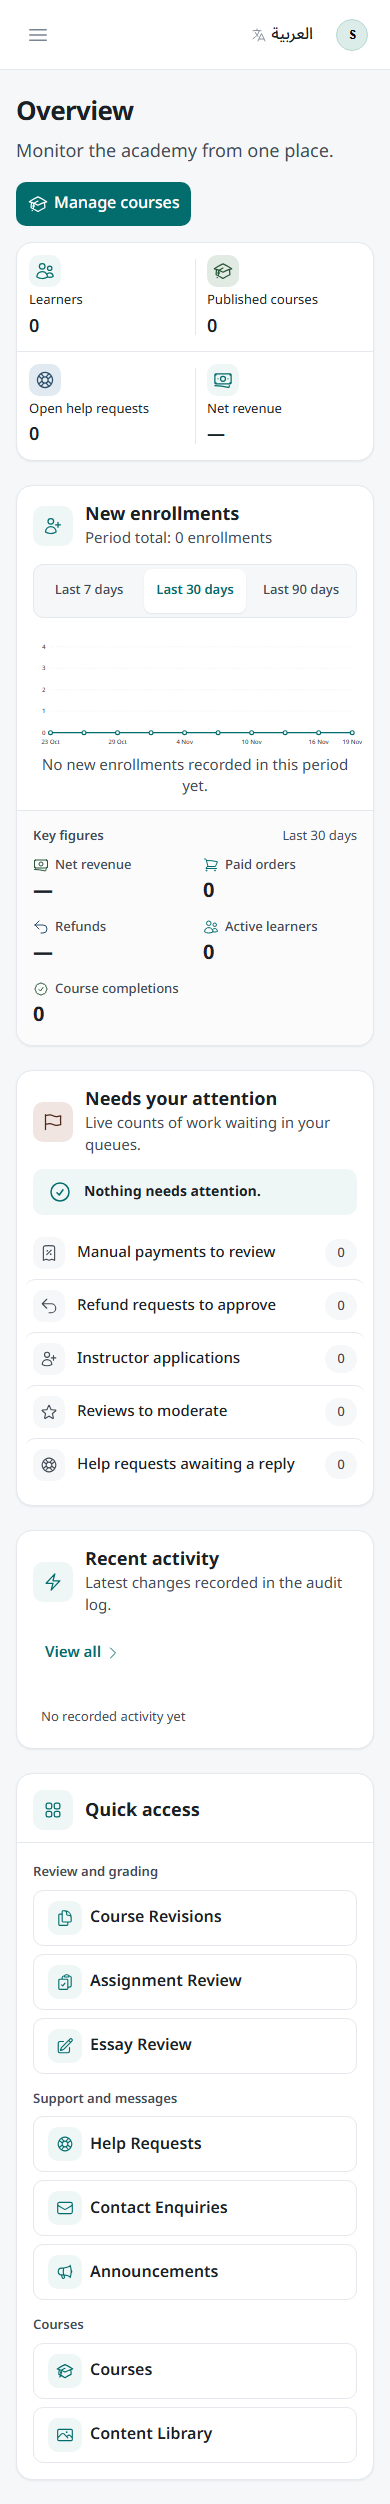 العربية
S
Overview
Monitor the academy from one place.
Manage courses
Learners
0
Published courses
0
Open help requests
0
Net revenue
—
New enrollments
Period total: 0 enrollments
Last 7 days
Last 30 days
Last 90 days
4
3
2
1
0
23 Oct
29 Oct
4 Nov
10 Nov
16 Nov
19 Nov
No new enrollments recorded in this period
yet.
Key figures
Last 30 days
Net revenue
—
Paid orders
0
Refunds
—
Active learners
0
Course completions
0
Needs your attention
Live counts of work waiting in your
queues.
Nothing needs attention.
Manual payments to review
0
Refund requests to approve
0
Instructor applications
0
Reviews to moderate
0
Help requests awaiting a reply
0
Recent activity
Latest changes recorded in the audit
log.
View all
No recorded activity yet
Quick access
Review and grading
Course Revisions
Assignment Review
Essay Review
Support and messages
Help Requests
Contact Enquiries
Announcements
Courses
Courses
Content Library